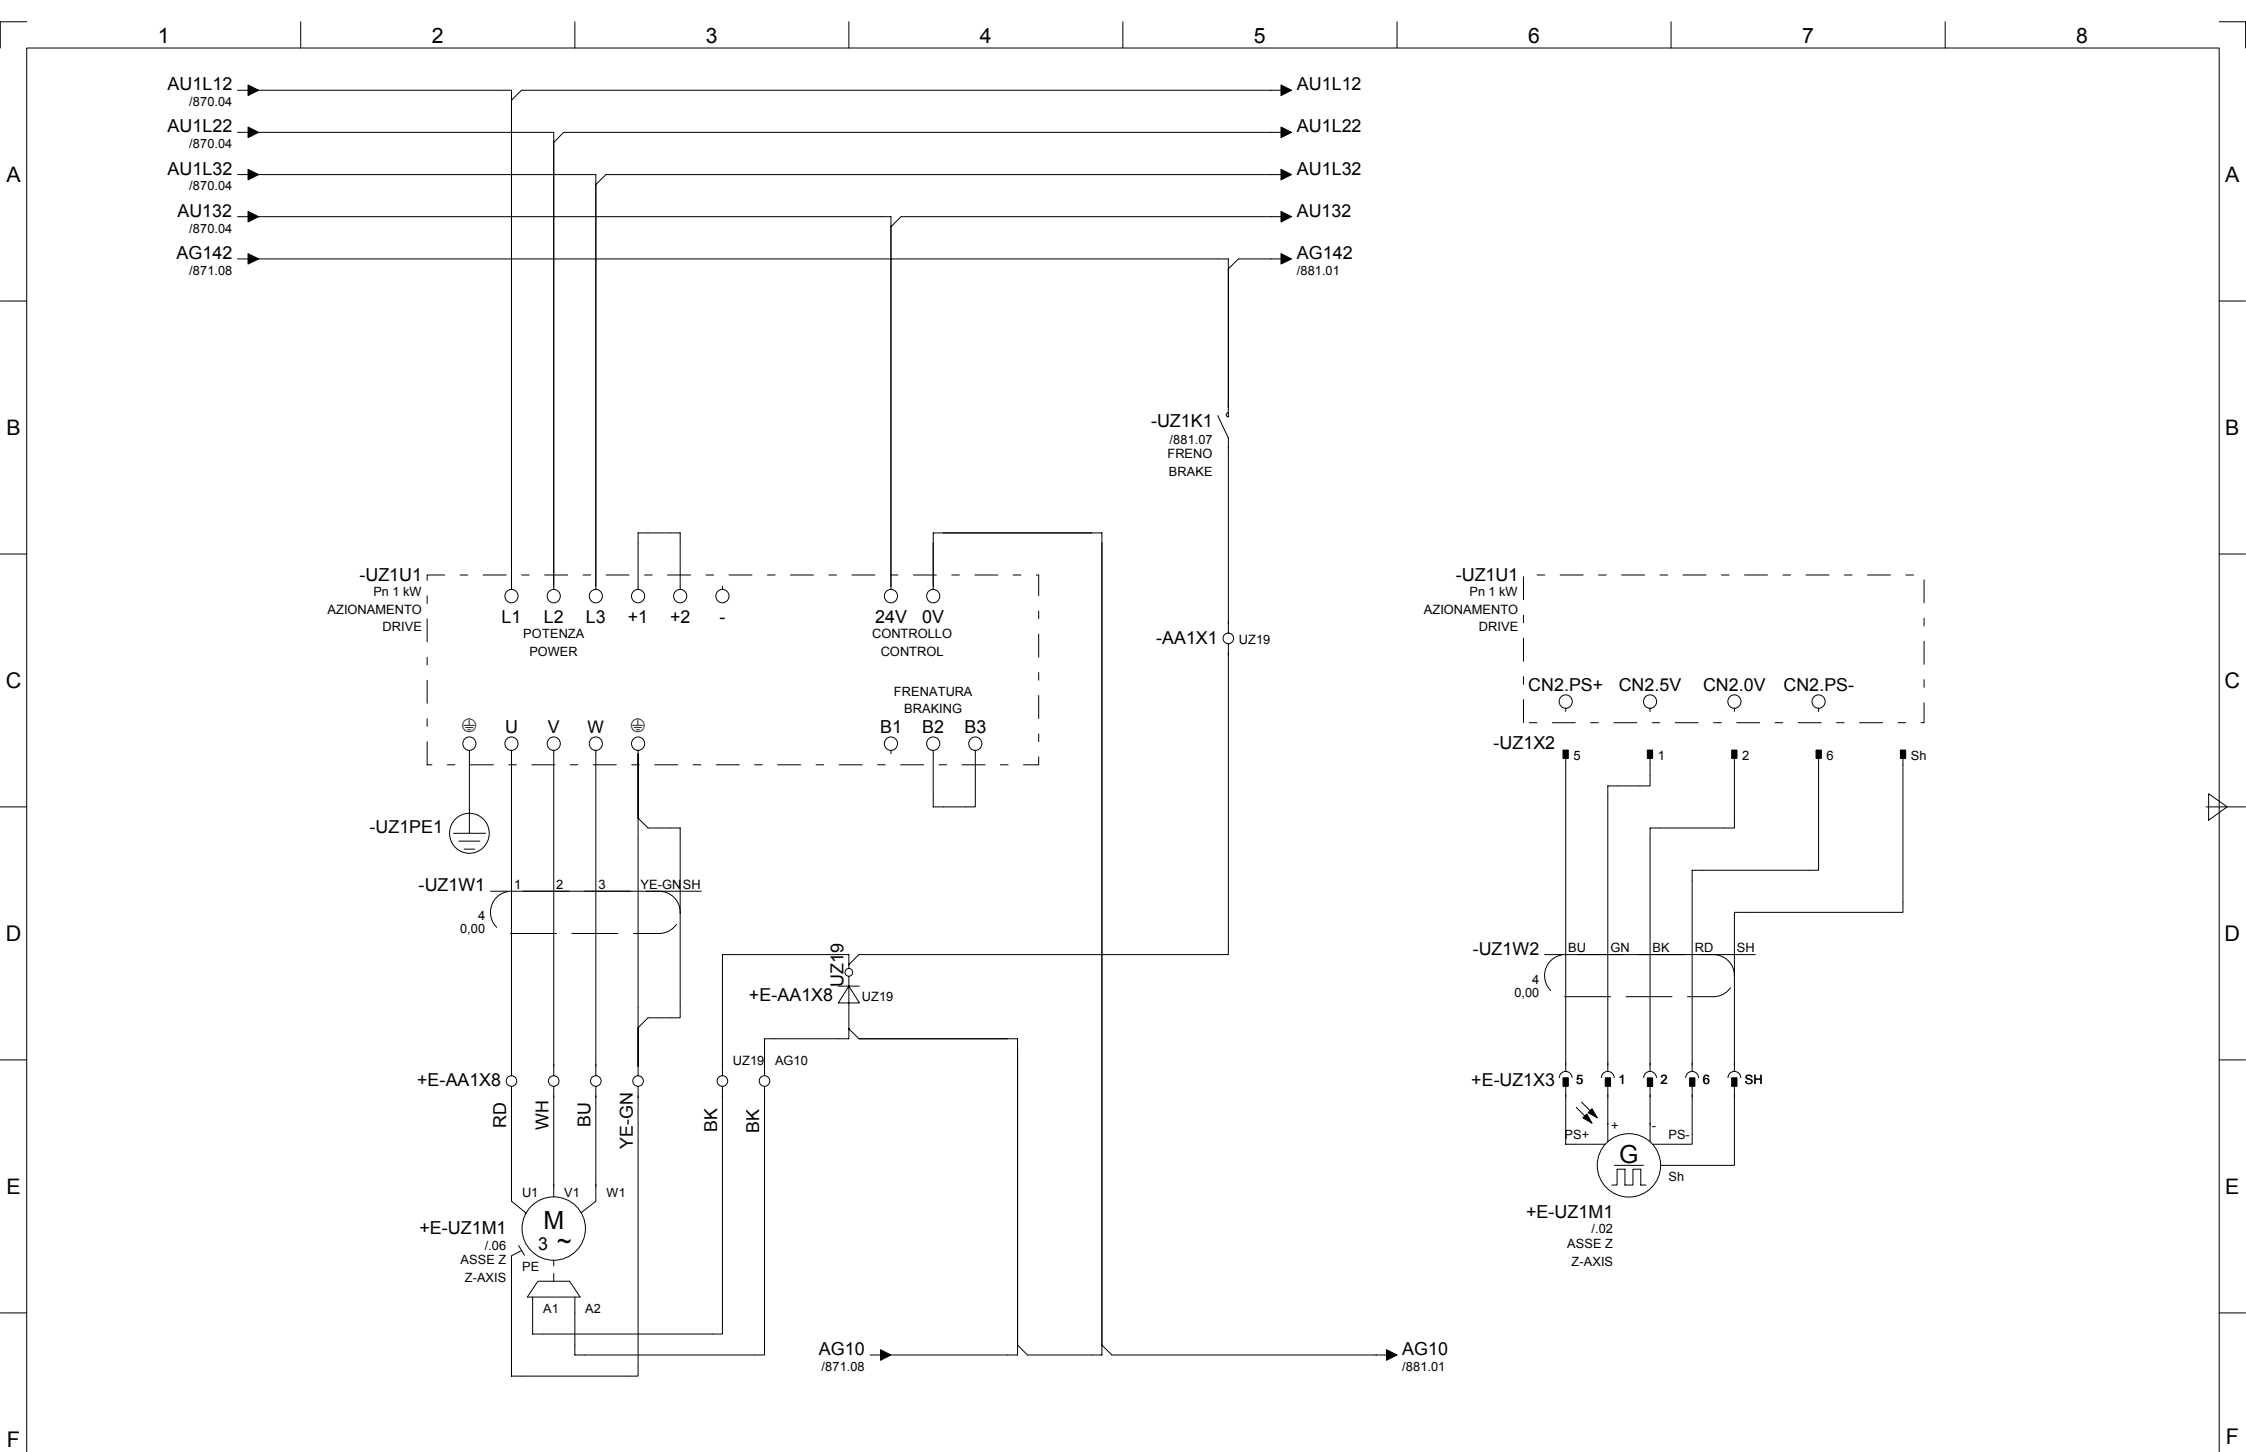 1 2 3 4 5 6 7 8
AU1L12 AU1L12
/870.04
AU1L22 AU1L22
/870.04
A AU1L32 AU1L32 A
/870.04
AU132 AU132
/870.04
AG142 AG142
/871.08 /881.01
B -UZ1K1 B
/881.07
FRENO
BRAKE
-UZ1U1 -UZ1U1
Pn 1 kW Pn 1 kW
AZIONAMENTO AZIONAMENTO
DRIVE DRIVE
L1 L2 L3 +1 +2 - 24V 0V
POTENZA CONTROLLO
POWER CONTROL
-AA1X1 UZ19
C C
CN2.PS+ CN2.5V CN2.0V CN2.PS-
FRENATURA
BRAKING
U V W B1 B2 B3
-UZ1X2 5 1 2 6 Sh
-UZ1PE1
-UZ1W1 1 2 3 YE-GN SH
4
0,00
D D
-UZ1W2 BU GN BK RD SH
4
0,00
UZ19
+E-AA1X8 UZ19
UZ19 AG10
+E-AA1X8
+E-UZ1X3 5 1 2 6 SH
RD WH BU YE-GN BK BK
PS+ + - PS-
G
Sh
E E
U1 V1 W1
M
3 ~
+E-UZ1M1
/.06
ASSE Z
Z-AXIS
PE
A1 A2
+E-UZ1M1
/.02
ASSE Z
Z-AXIS
AG10 AG10
/871.08 /881.01
F F